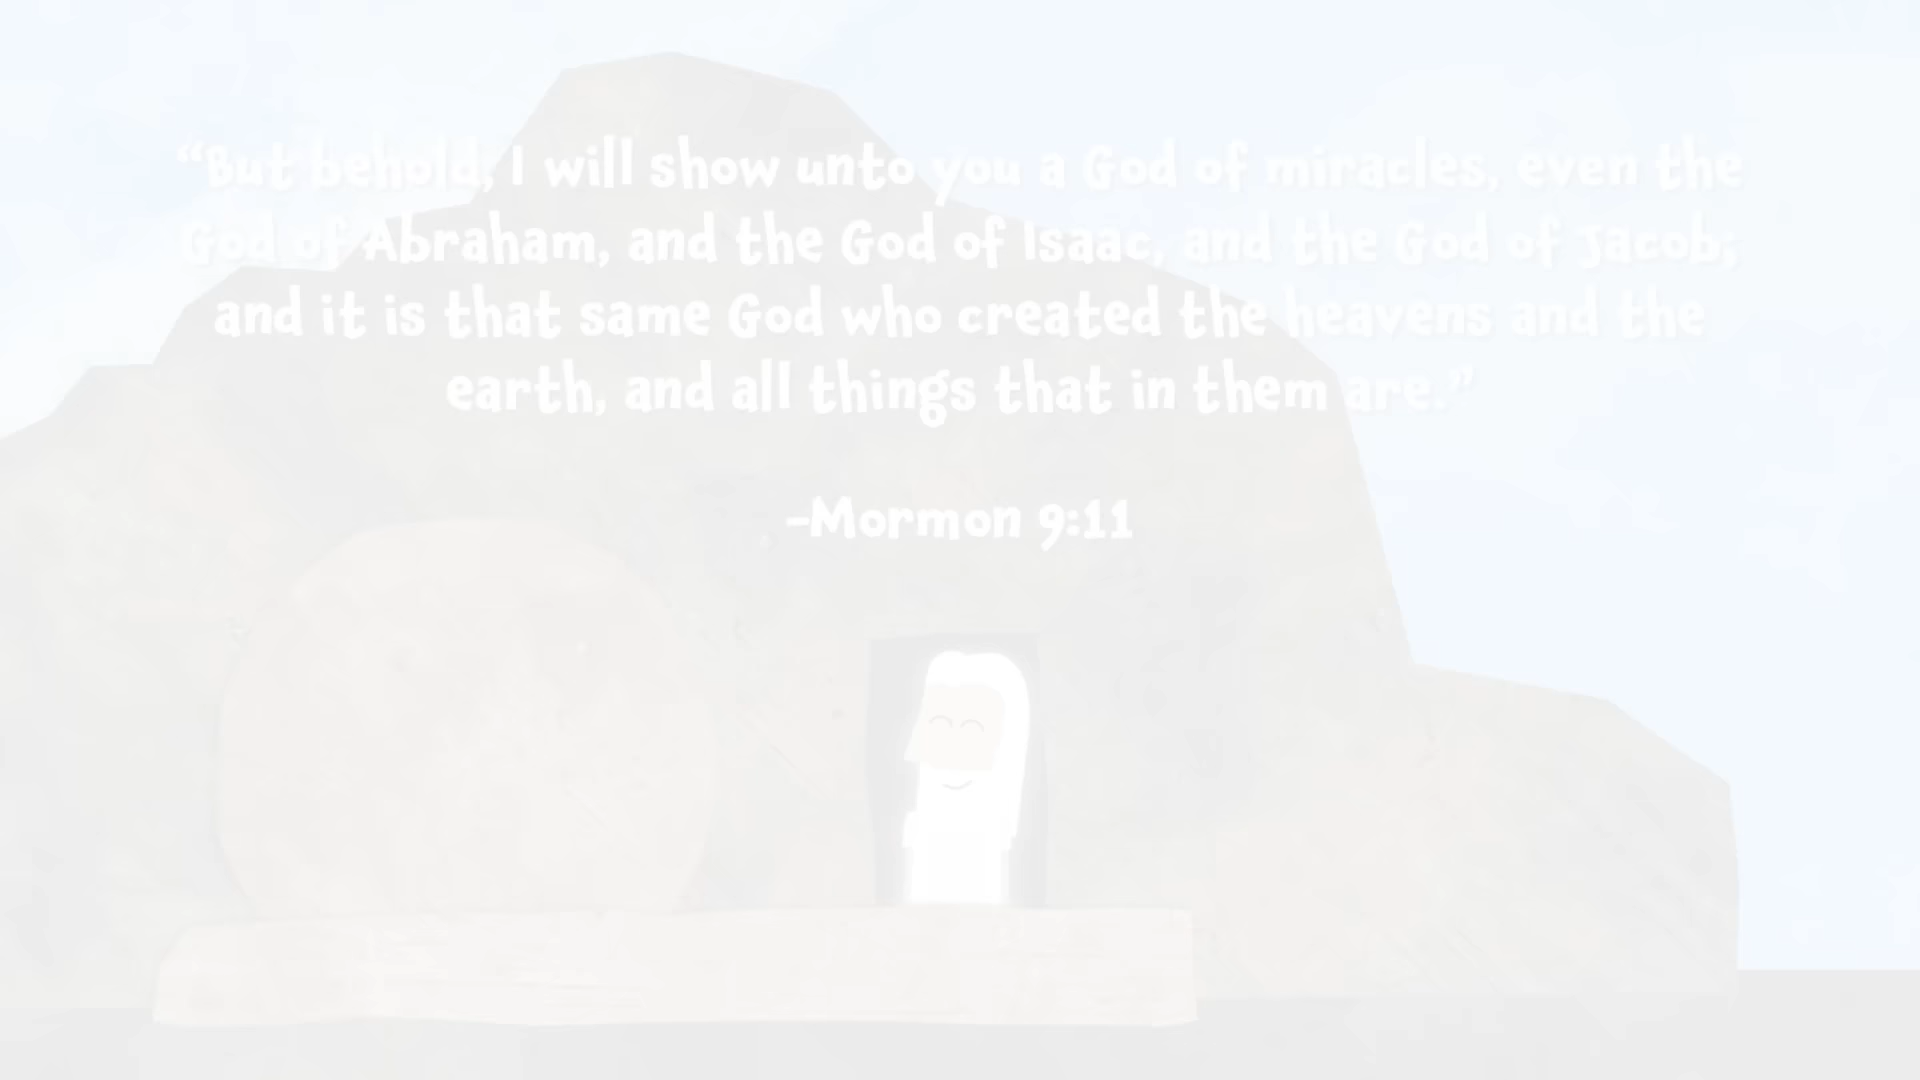 “But behold, I will show unto you a God of miracles, even the
God of Abraham, and the God of Isaac, and the God of Jacob;
and it is that same God who created the heavens and the
earth, and all things that in them are.”
-Mormon 9:11